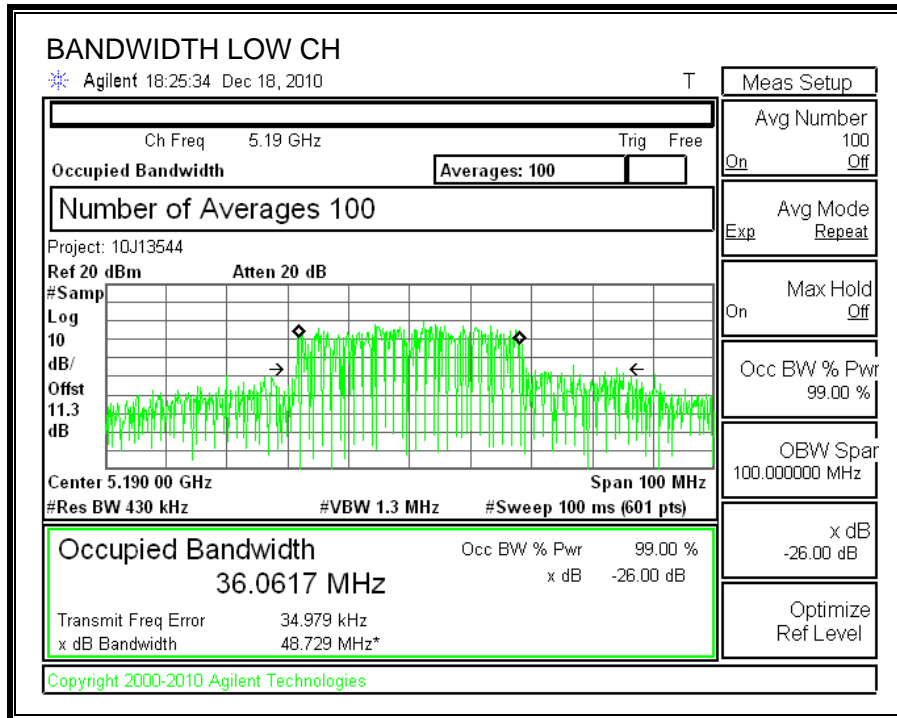 BANDWIDTH LOW CH
Agilent 18:25:34 Dec 18, 2010 T
Ch Freq 5.19 GHz Trig Free
Occupied Bandwidth Averages: 100
Number of Averages 100
Project: 10J13544
Ref 20 dBm Atten 20 dB
#Samp
Log
10
dB/
Offst
11.3
dB
Center 5.190 00 GHz Span 100 MHz
#Res BW 430 kHz #VBW 1.3 MHz #Sweep 100 ms (601 pts)
Occupied Bandwidth Occ BW % Pwr 99.00 %
36.0617 MHz x dB -26.00 dB
Transmit Freq Error 34.979 kHz
x dB Bandwidth 48.729 MHz*
Copyright 2000-2010 Agilent Technologies
Meas Setup
Avg Number
100
On Off
Avg Mode
Exp Repeat
Max Hold
On Off
Occ BW % Pwr
99.00 %
OBW Spar
100.000000 MHz
x dB
-26.00 dB
Optimize
Ref Level